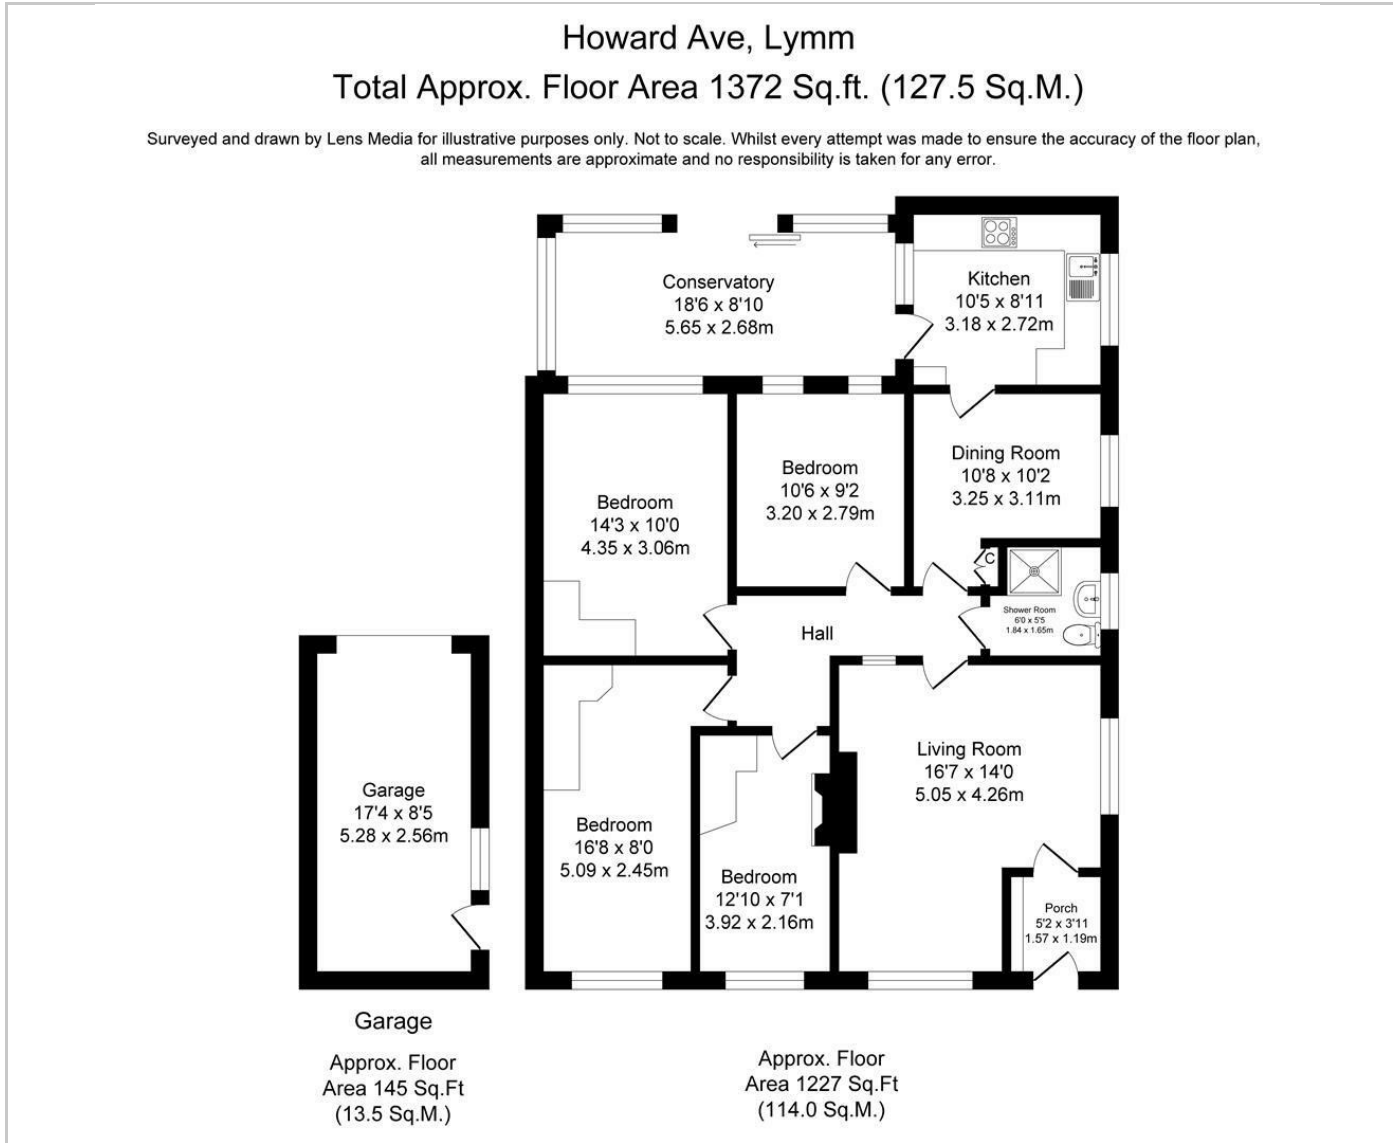 Howard Ave, Lymm
Total Approx. Floor Area 1372 Sq.ft. (127.5 Sq.M.)
Surveyed and drawn by Lens Media for illustrative purposes only. Not to scale. Whilst every attempt was made to ensure the accuracy of the floor plan,
all measurements are approximate and no responsibility is taken for any error.
Conservatory
18'6 x 8'10
5.65 x 2.68m
Kitchen
10'5 x 8'11
3.18 x 2.72m
Bedroom
14'3 x 10'0
4.35 x 3.06m
Bedroom
10'6 x 9'2
3.20 x 2.79m
Dining Room
10'8 x 10'2
3.25 x 3.11m
C
Shower Room
6'0 x 5'5
1.84 x 1.65m
Hall
Living Room
16'7 x 14'0
5.05 x 4.26m
Garage
17'4 x 8'5
5.28 x 2.56m
Bedroom
16'8 x 8'0
5.09 x 2.45m
Bedroom
12'10 x 7'1
3.92 x 2.16m
Porch
5'2 x 3'11
1.57 x 1.19m
Garage
Approx. Floor
Area 145 Sq.Ft
(13.5 Sq.M.)
Approx. Floor
Area 1227 Sq.Ft
(114.0 Sq.M.)